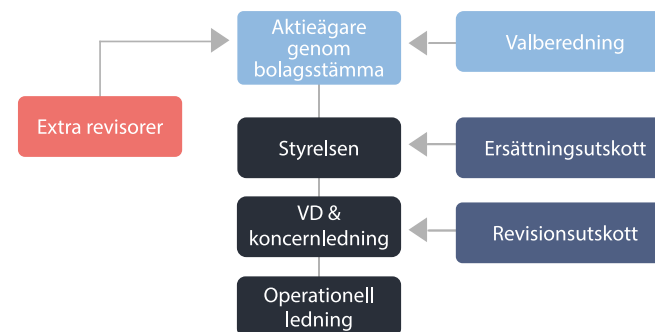 Aktieägare
genom
bolagsstämma
Valberedning
Extra revisorer
Styrelsen
Ersättningsutskott
VD &
koncernledning
Revisionsutskott
Operationell
ledning